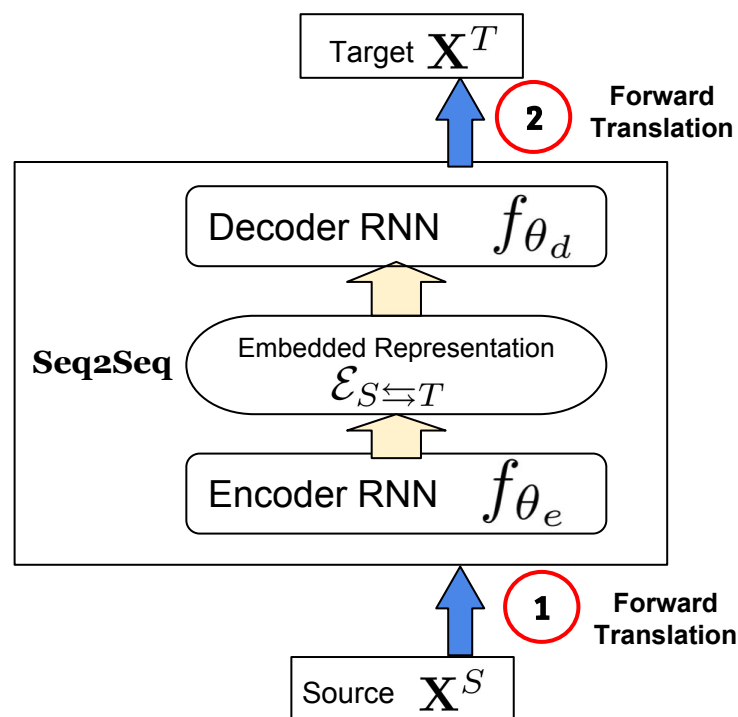 Target X^T
2 Forward
Translation
Decoder RNN f_{θ_d}
Embedded Representation
Seq2Seq
ℰ_{S⇆T}
Encoder RNN f_{θ_e}
1 Forward
Translation
Source X^S